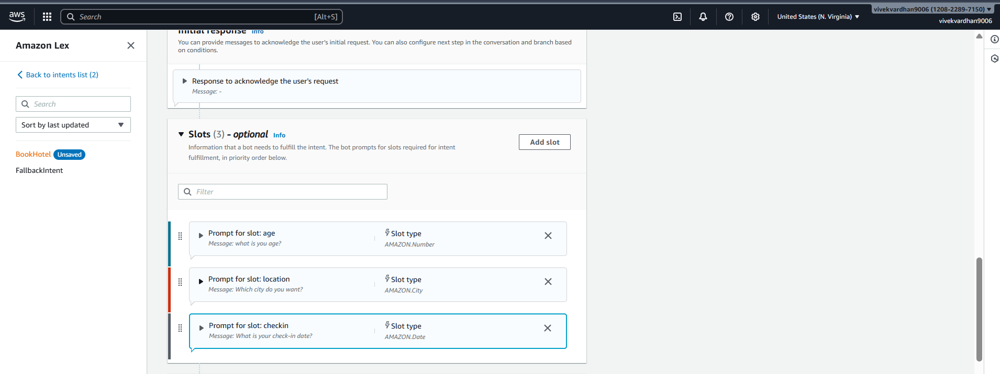 aws
Search
[Alt+S]
United States (N. Virginia)
vivekvardhan9006 (1208-2289-7150)
vivekvardhan9006
Amazon Lex
Back to intents list (2)
Search
Sort by last updated
BookHotel Unsaved
FallbackIntent
Initial response Info
You can provide messages to acknowledge the user's initial request. You can also configure next step in the conversation and branch based
on conditions.
Response to acknowledge the user's request
Message: -
Slots (3) - optional Info
Information that a bot needs to fulfill the intent. The bot prompts for slots required for intent
fulfillment, in priority order below.
Add slot
Filter
Prompt for slot: age
Message: what is you age?
Slot type
AMAZON.Number
Prompt for slot: location
Message: Which city do you want?
Slot type
AMAZON.City
Prompt for slot: checkin
Message: What is your check-in date?
Slot type
AMAZON.Date